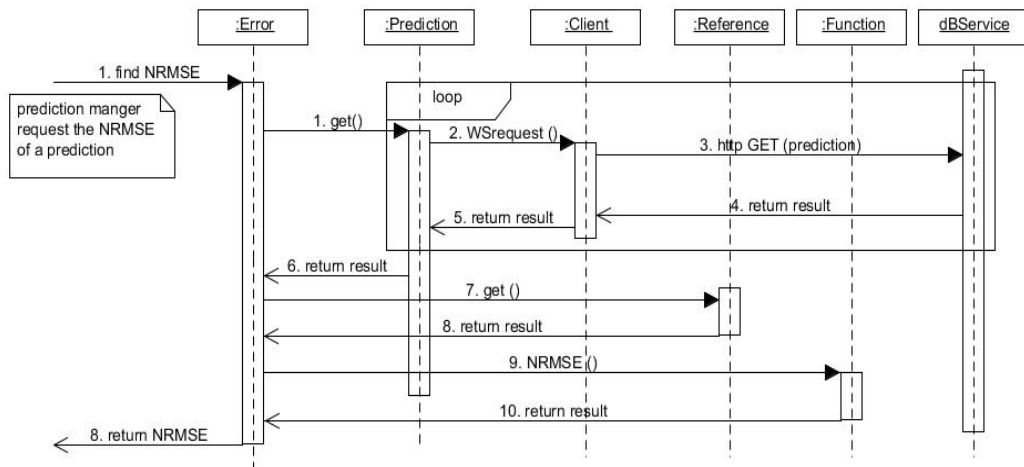 :Error
:Prediction
:Client
:Reference
:Function
dBService
1. find NRMSE
prediction manger
request the NRMSE
of a prediction
loop
1. get()
2. WSrequest ()
3. http GET (prediction)
4. return result
5. return result
6. return result
7. get ()
8. return result
9. NRMSE ()
10. return result
8. return NRMSE